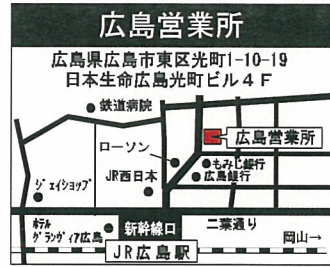 広島営業所
広島県広島市東区光町1-10-19
日本生命広島光町ビル4F
鉄道病院
広島営業所
ローソン
もみじ銀行
JR西日本
広島銀行
ジェイショップ
ホテル
グランヴィア広島
新幹線口
二葉通り
岡山→
JR広島駅